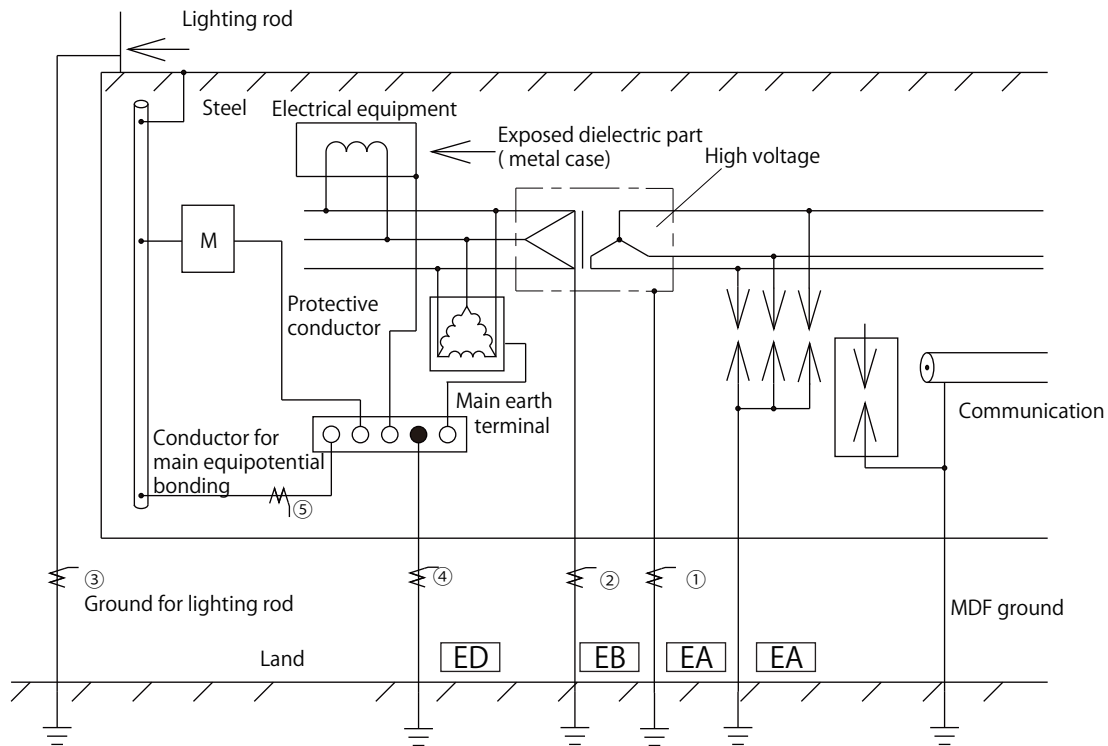 Lighting rod
Steel
Electrical equipment
Exposed dielectric part
( metal case)
High voltage
M
Protective
conductor
Main earth
terminal
Communication
Conductor for
main equipotential
bonding
⑤
③
④
②
①
Ground for lighting rod
MDF ground
Land
ED
EB
EA
EA